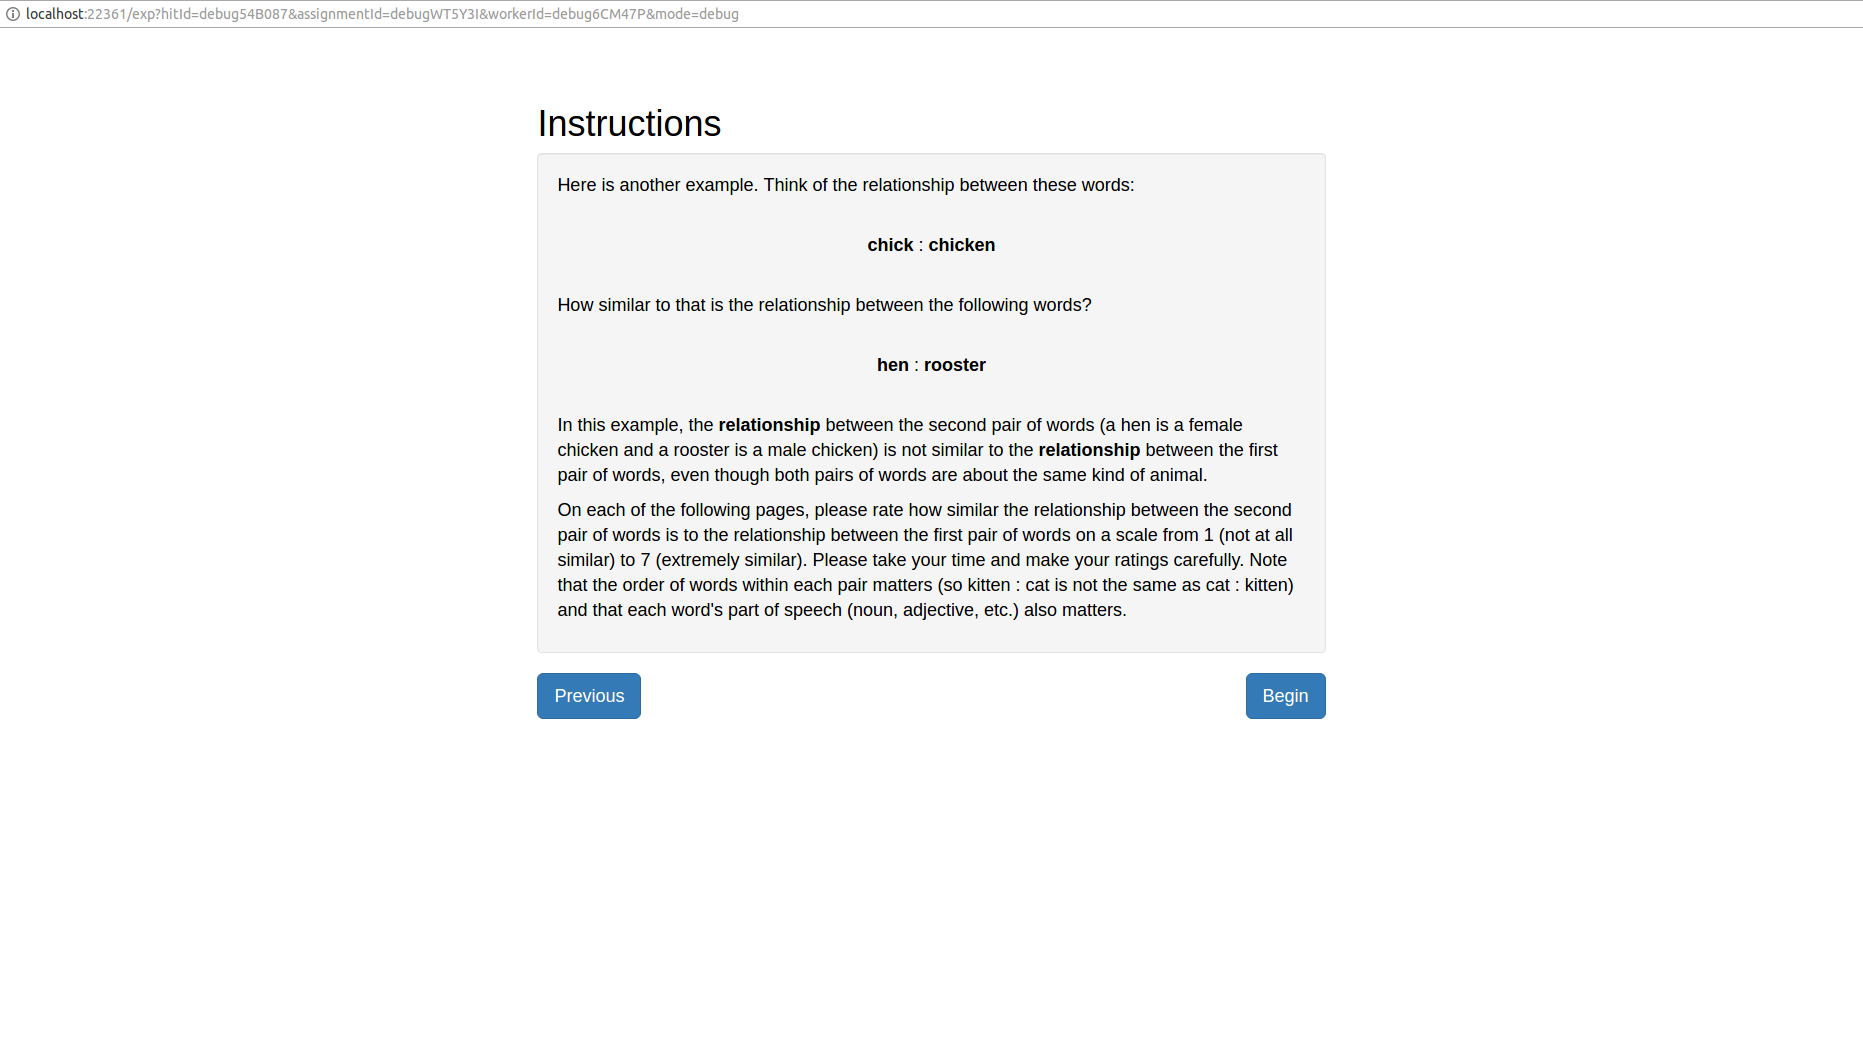 localhost:22361/exp?hitId=debug54B087&assignmentId=debugWT5Y3I&workerId=debug6CM47P&mode=debug
Instructions
Here is another example. Think of the relationship between these words:
chick : chicken
How similar to that is the relationship between the following words?
hen : rooster
In this example, the relationship between the second pair of words (a hen is a female
chicken and a rooster is a male chicken) is not similar to the relationship between the first
pair of words, even though both pairs of words are about the same kind of animal.
On each of the following pages, please rate how similar the relationship between the second
pair of words is to the relationship between the first pair of words on a scale from 1 (not at all
similar) to 7 (extremely similar). Please take your time and make your ratings carefully. Note
that the order of words within each pair matters (so kitten : cat is not the same as cat : kitten)
and that each word's part of speech (noun, adjective, etc.) also matters.
Previous
Begin